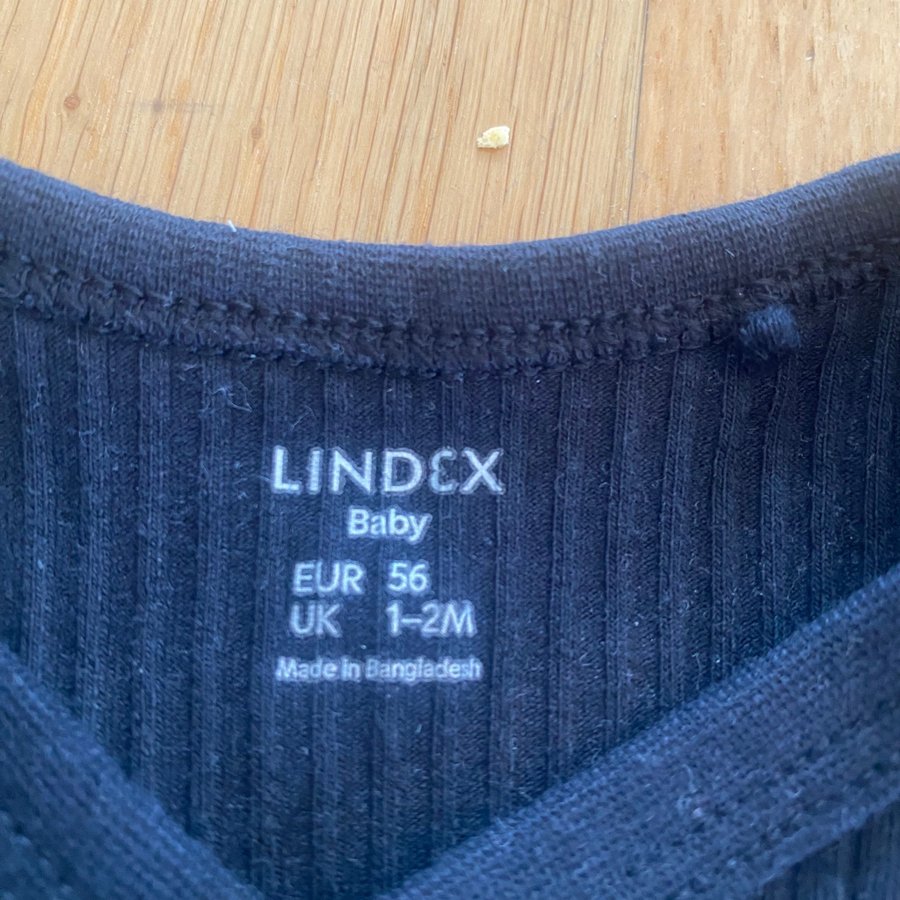 LINDEX
Baby
EUR 56
UK 1–2M
Made in Bangladesh